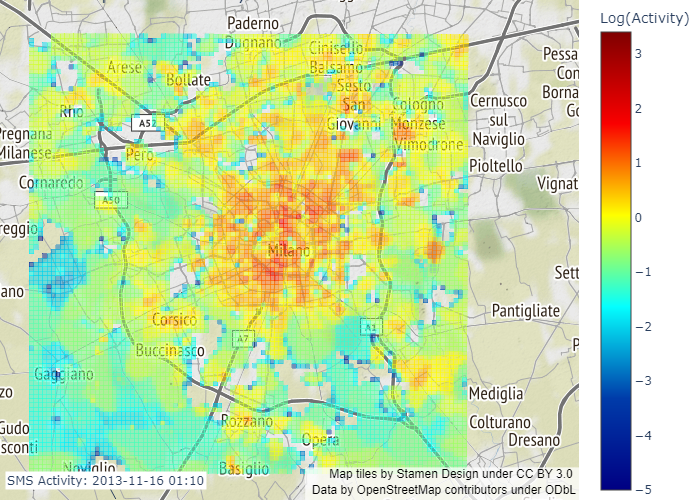 Log(Activity)
Paderno
Dugnano
Cinisello
Balsamo
Arese
Bollate
Sesto
San
Giovanni
Pessa
Con
Borna
Go
Rho
A52
Cologno
Monzese
Vimodrone
Cernusco
sul
Naviglio
Pregnana
Milanese
Pero
Pioltello
Cornaredo
A50
Vignat
reggio
Milano
Sett
ano
Pantigliate
Corsico
A7
A1
P
Buccinasco
Gaggiano
zo
Mediglia
Rozzano
Colturano
Gudo
Opera
Dresano
sconti
Noviglio
Basiglio
SMS Activity: 2013-11-16 01:10
Map tiles by Stamen Design under CC BY 3.0
Data by OpenStreetMap contributors under ODbL
3
2
1
0
−1
−2
−3
−4
−5